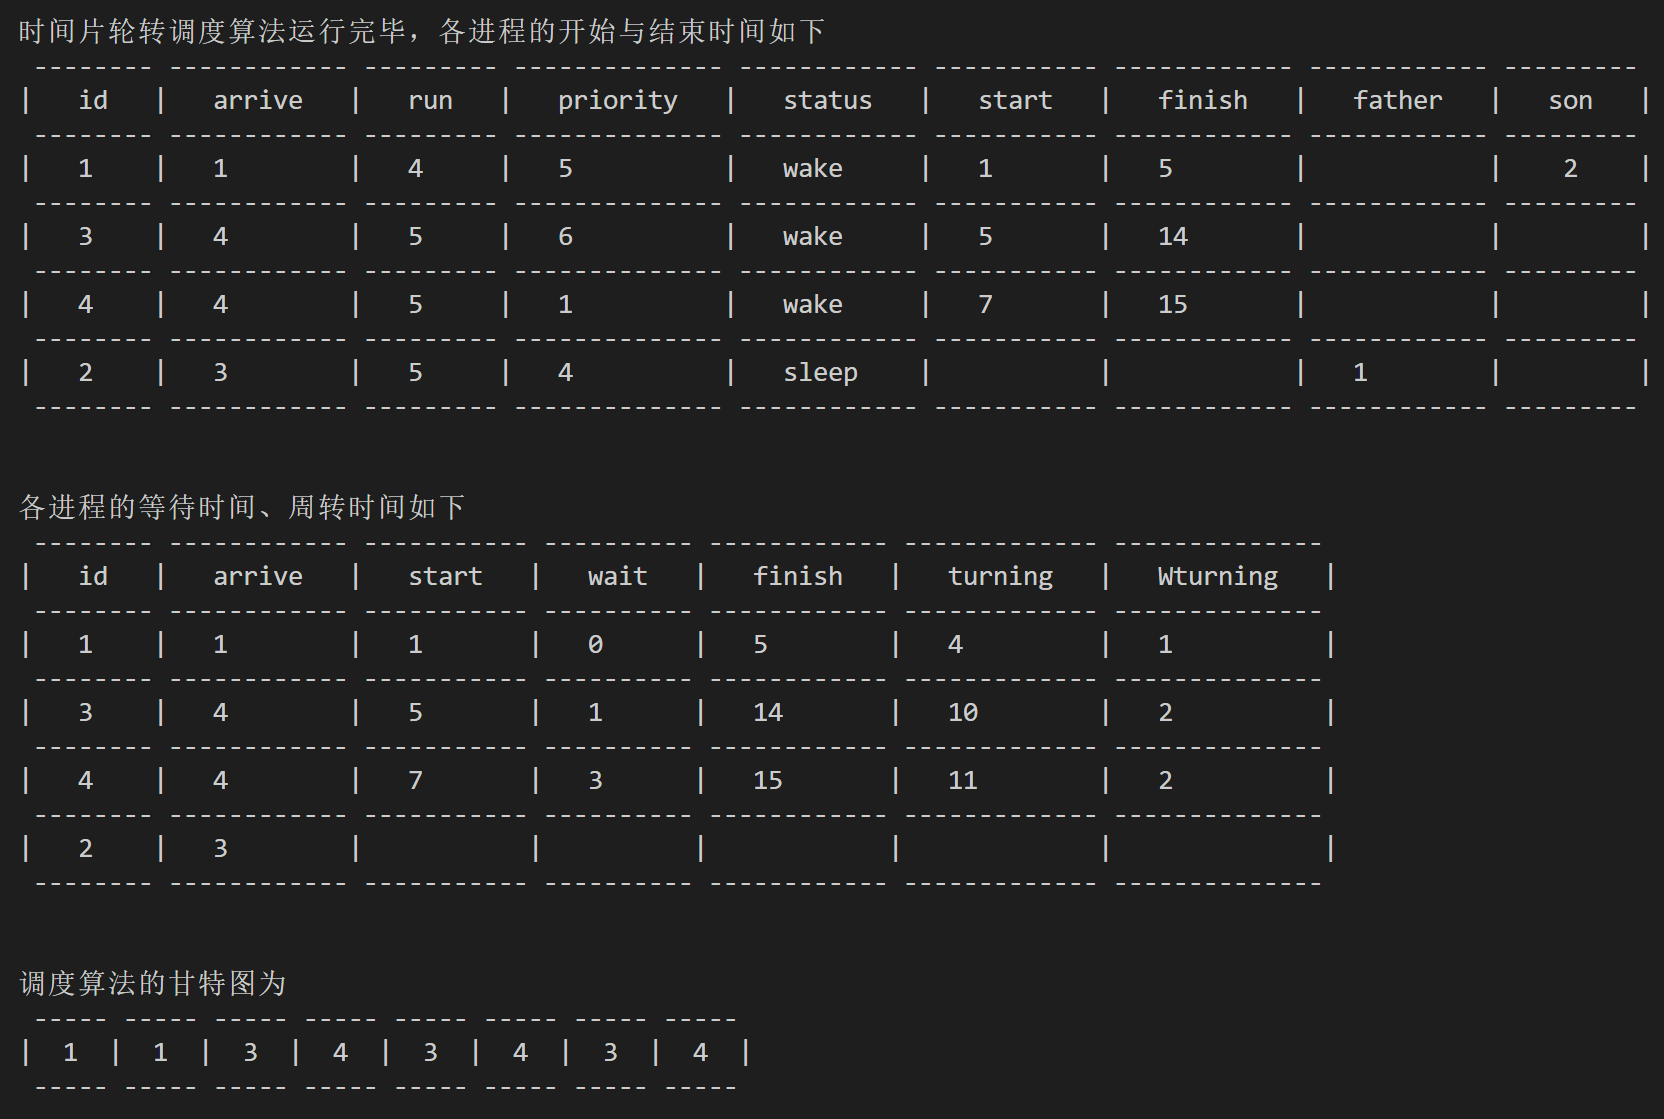 时间片轮转调度算法运行完毕，各进程的开始与结束时间如下
-------- ------------ --------- -------------- ------------ ----------- ------------ ------------ ---------
|   id   |   arrive   |   run   |   priority   |   status   |   start   |   finish   |   father   |   son   |
-------- ------------ --------- -------------- ------------ ----------- ------------ ------------ ---------
|   1    |   1        |   4     |   5          |   wake     |   1       |   5        |            |    2    |
-------- ------------ --------- -------------- ------------ ----------- ------------ ------------ ---------
|   3    |   4        |   5     |   6          |   wake     |   5       |   14       |            |         |
-------- ------------ --------- -------------- ------------ ----------- ------------ ------------ ---------
|   4    |   4        |   5     |   1          |   wake     |   7       |   15       |            |         |
-------- ------------ --------- -------------- ------------ ----------- ------------ ------------ ---------
|   2    |   3        |   5     |   4          |   sleep    |           |            |   1        |         |
-------- ------------ --------- -------------- ------------ ----------- ------------ ------------ ---------
各进程的等待时间、周转时间如下
-------- ------------ ----------- ---------- ------------ ------------- --------------
|   id   |   arrive   |   start   |   wait   |   finish   |   turning   |   Wturning   |
-------- ------------ ----------- ---------- ------------ ------------- --------------
|   1    |   1        |   1       |   0      |   5        |   4         |   1          |
-------- ------------ ----------- ---------- ------------ ------------- --------------
|   3    |   4        |   5       |   1      |   14       |   10        |   2          |
-------- ------------ ----------- ---------- ------------ ------------- --------------
|   4    |   4        |   7       |   3      |   15       |   11        |   2          |
-------- ------------ ----------- ---------- ------------ ------------- --------------
|   2    |   3        |           |          |            |             |              |
-------- ------------ ----------- ---------- ------------ ------------- --------------
调度算法的甘特图为
----- ----- ----- ----- ----- ----- ----- -----
|  1  |  1  |  3  |  4  |  3  |  4  |  3  |  4  |
----- ----- ----- ----- ----- ----- ----- -----